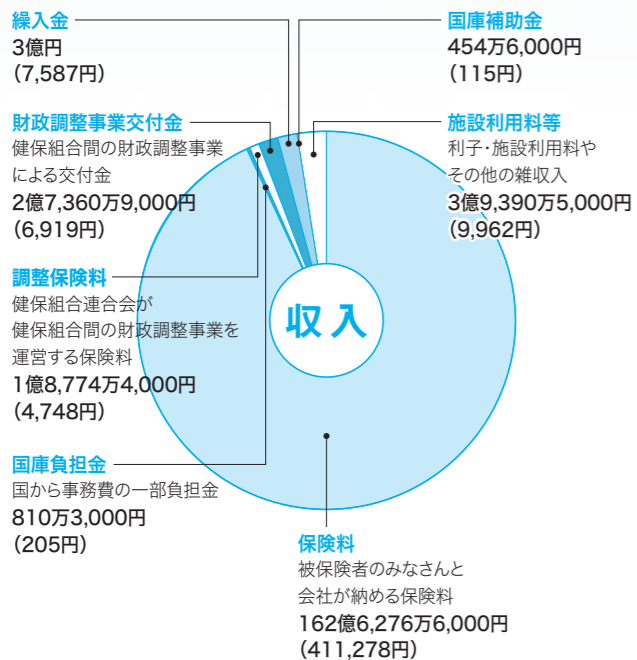 繰入金
3億円
（7,587円）
国庫補助金
454万6,000円
（115円）
財政調整事業交付金
健保組合間の財政調整事業
による交付金
2億7,360万9,000円
（6,919円）
施設利用料等
利子・施設利用料や
その他の雑収入
3億9,390万5,000円
（9,962円）
調整保険料
健保組合連合会が
健保組合間の財政調整事業を
運営する保険料
1億8,774万4,000円
（4,748円）
収入
国庫負担金
国から事務費の一部負担金
810万3,000円
（205円）
保険料
被保険者のみなさんと
会社が納める保険料
162億6,276万6,000円
（411,278円）